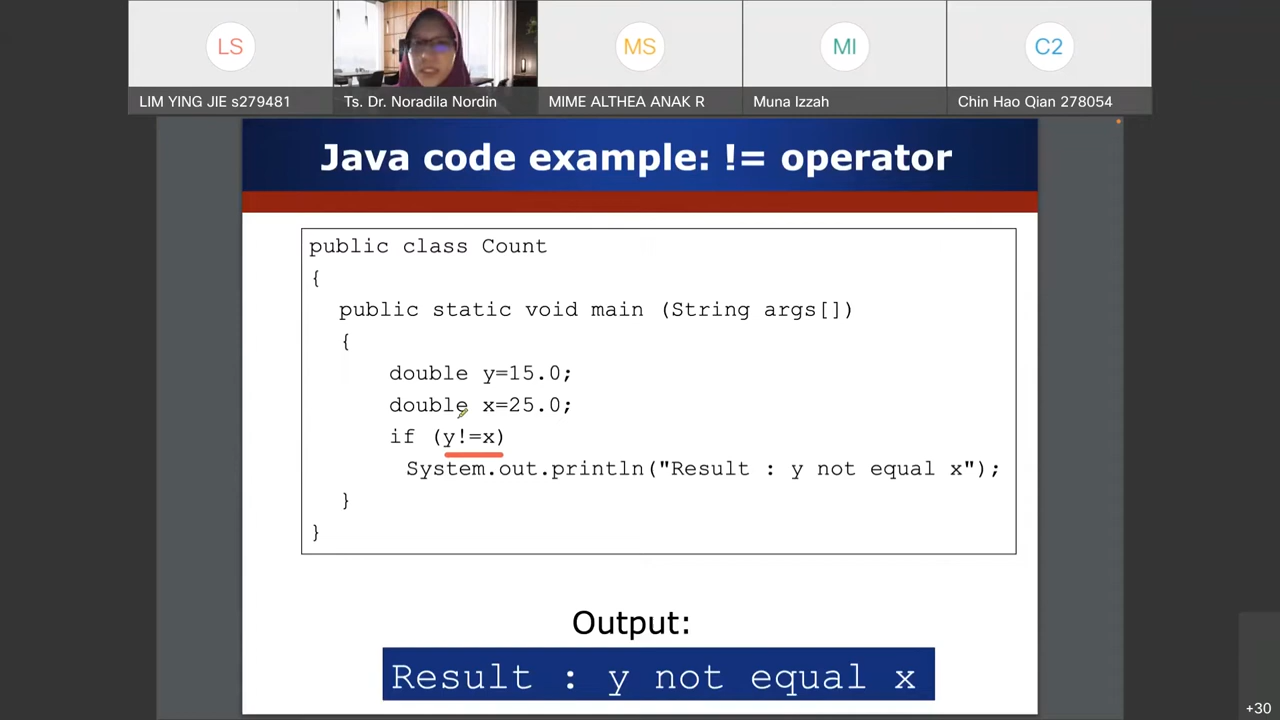 LS
MS
MI
C2
LIM YING JIE s279481
Ts. Dr. Noradila Nordin
MIME ALTHEA ANAK R
Muna Izzah
Chin Hao Qian 278054
Java code example: != operator
public class Count
{
public static void main (String args[])
{
double y=15.0;
double x=25.0;
if (y!=x)
System.out.println("Result : y not equal x");
}
}
Output:
Result : y not equal x
+30